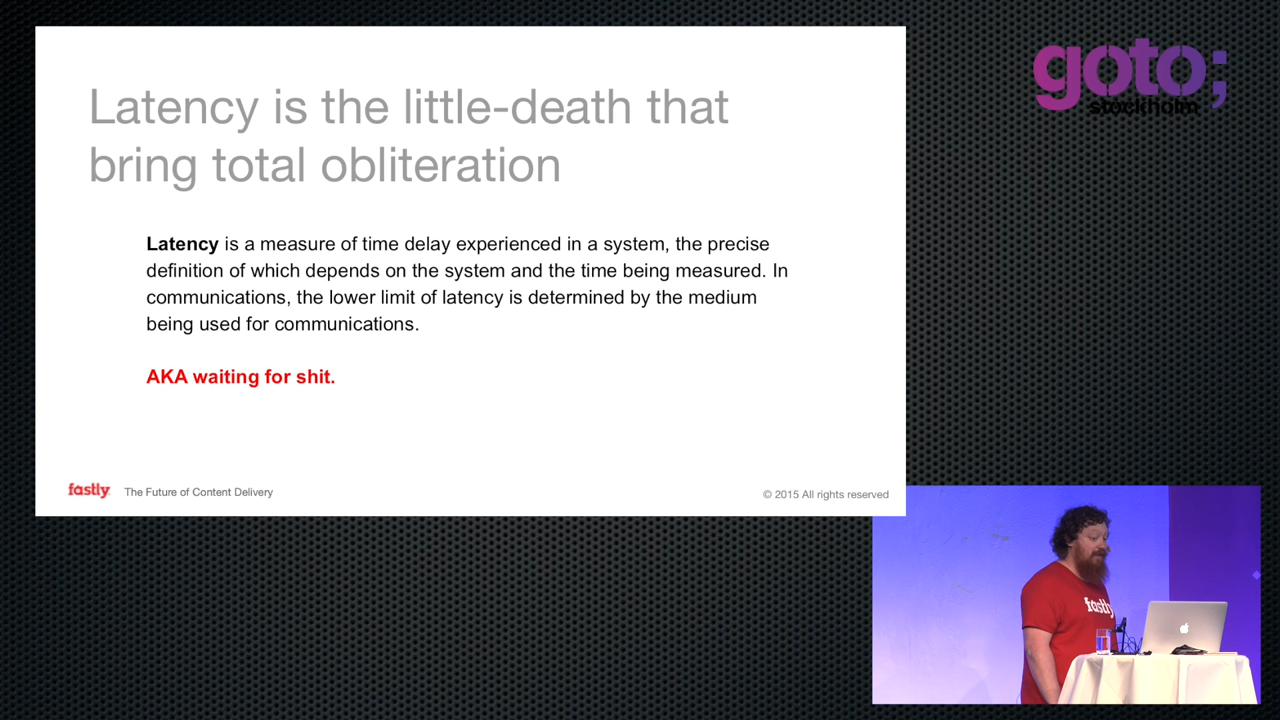 Latency is the little-death that
bring total obliteration
Latency is a measure of time delay experienced in a system, the precise
definition of which depends on the system and the time being measured. In
communications, the lower limit of latency is determined by the medium
being used for communications.
AKA waiting for shit.
fastly
The Future of Content Delivery
© 2015 All rights reserved
goto;
stockholm
fastly